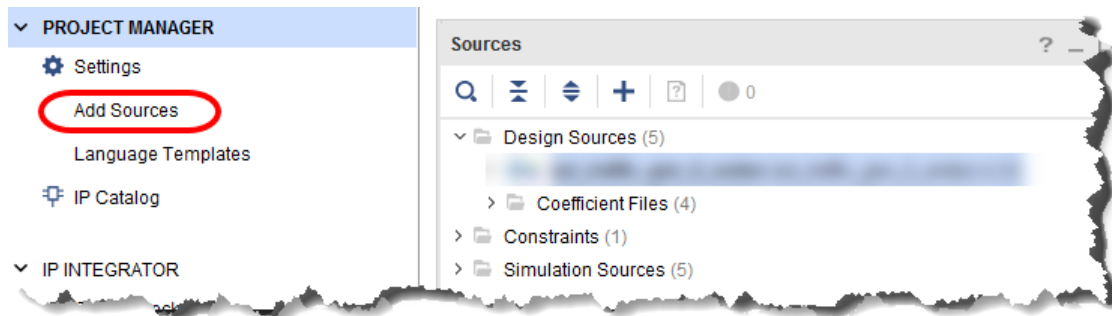 PROJECT MANAGER
Settings
Add Sources
Language Templates
IP Catalog
IP INTEGRATOR
Sources
? _
0
Design Sources (5)
Coefficient Files (4)
Constraints (1)
Simulation Sources (5)